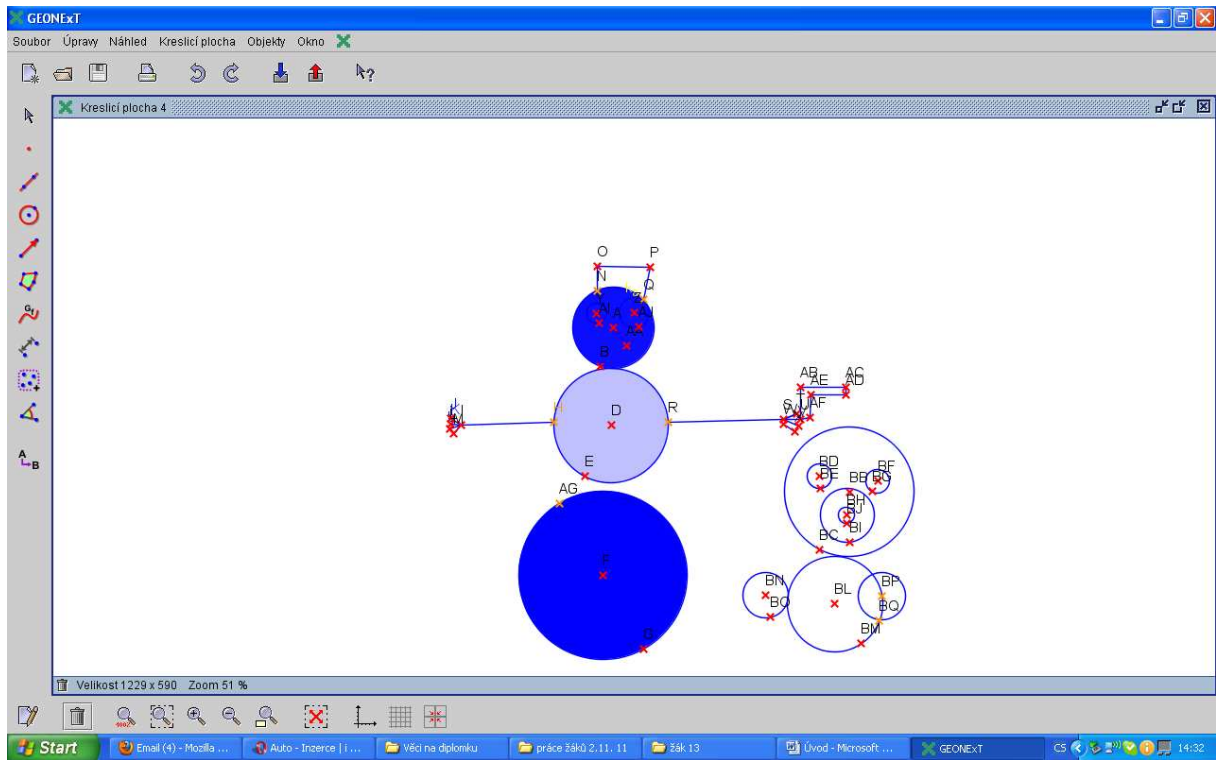 GEONExT
Soubor Úpravy Náhled Kreslicí plocha Objekty Okno
Kreslicí plocha 4
O P
N Q
AI A AJ
AA
B
AB AC
AE AD
S AF
H D R
E
AG
F
G
BD BF
BE BB BG
BH
BJ
BC BI
BN BL BP
BO BQ
BM
A
B
Velikost 1229 x 590 Zoom 51 %
Start Email (4) - Mozilla ... Auto - Inzerce | i ... Věci na diplomku práce žáků 2.11. 11 žák 13 Úvod - Microsoft ... GEONExT CS 14:32